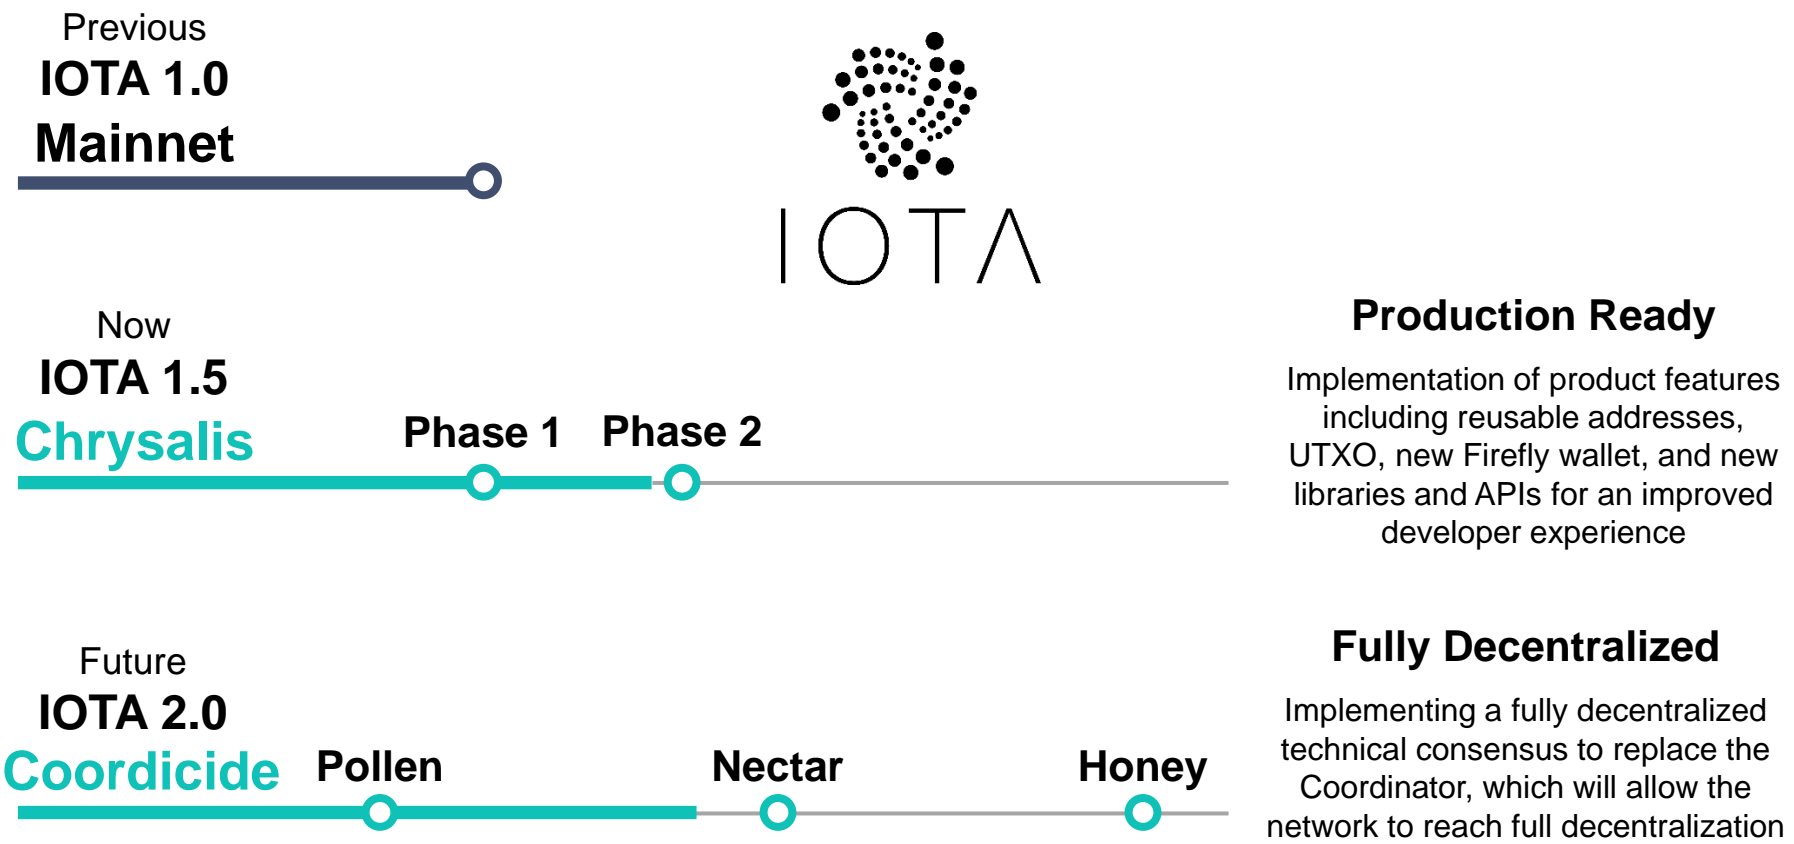 Previous
IOTA 1.0
Mainnet
IOTA
Now
IOTA 1.5
Chrysalis
Phase 1
Phase 2
Production Ready
Implementation of product features
including reusable addresses,
UTXO, new Firefly wallet, and new
libraries and APIs for an improved
developer experience
Future
IOTA 2.0
Coordicide
Pollen
Nectar
Honey
Fully Decentralized
Implementing a fully decentralized
technical consensus to replace the
Coordinator, which will allow the
network to reach full decentralization